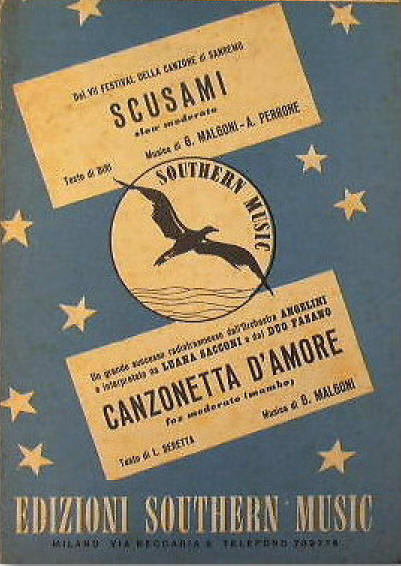 Dal VII FESTIVAL DELLA CANZONE di SANREMO
SCUSAMI
slow moderato
Testo di BIRI
Musica di G. MALGONI - A. PERRONE
SOUTHERN MUSIC
Un grande successo radiotrasmesso dall'Orchestra ANGELINI
e interpretato da LUANA SACCONI e dal DUO FASANO
CANZONETTA D'AMORE
fox moderato (mambo)
Testo di L. BERETTA
Musica di G. MALGONI
EDIZIONI SOUTHERN MUSIC
MILANO VIA BECCARIA 5 TELEFONO